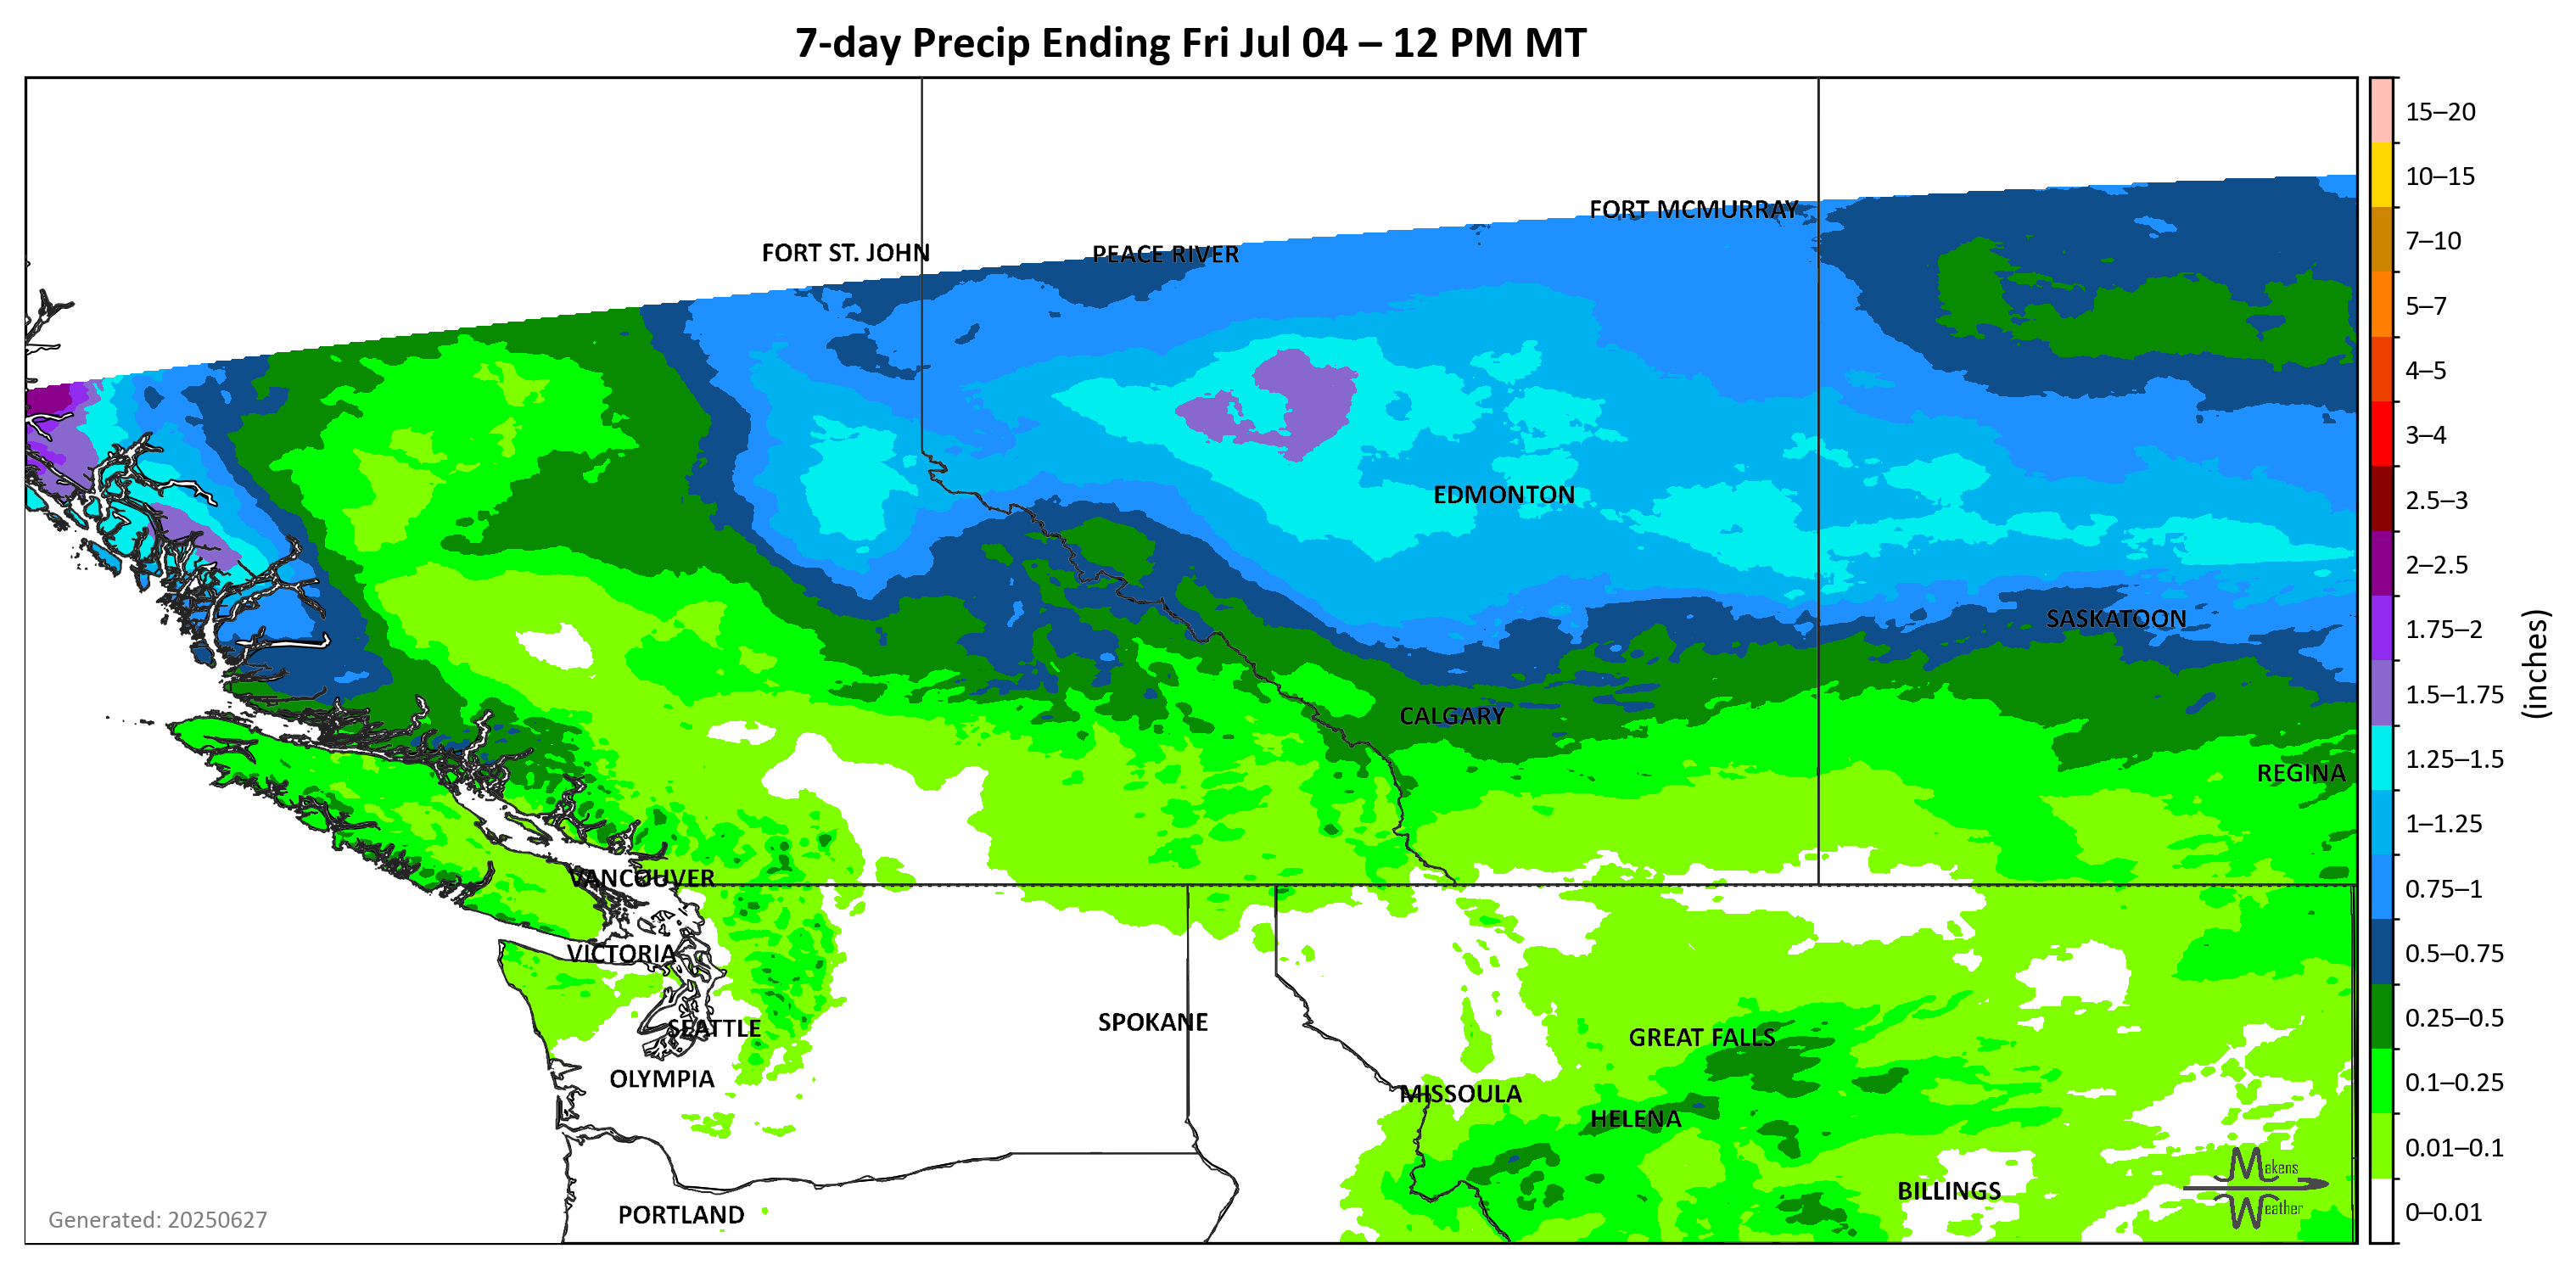 7-day Precip Ending Fri Jul 04 – 12 PM MT
FORT MCMURRAY
FORT ST. JOHN
PEACE RIVER
EDMONTON
SASKATOON
CALGARY
REGINA
VANCOUVER
VICTORIA
SPOKANE
SEATTLE
GREAT FALLS
OLYMPIA
MISSOULA
HELENA
BILLINGS
PORTLAND
Makens
Weather
Generated: 20250627
15–20
10–15
7–10
5–7
4–5
3–4
2.5–3
2–2.5
1.75–2
1.5–1.75
1.25–1.5
1–1.25
0.75–1
0.5–0.75
0.25–0.5
0.1–0.25
0.01–0.1
0–0.01
(inches)